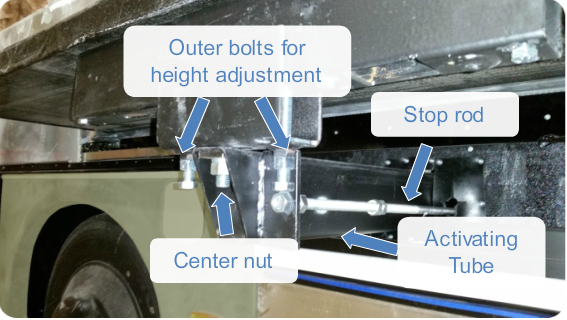 Outer bolts for
height adjustment
Stop rod
Center nut
Activating
Tube